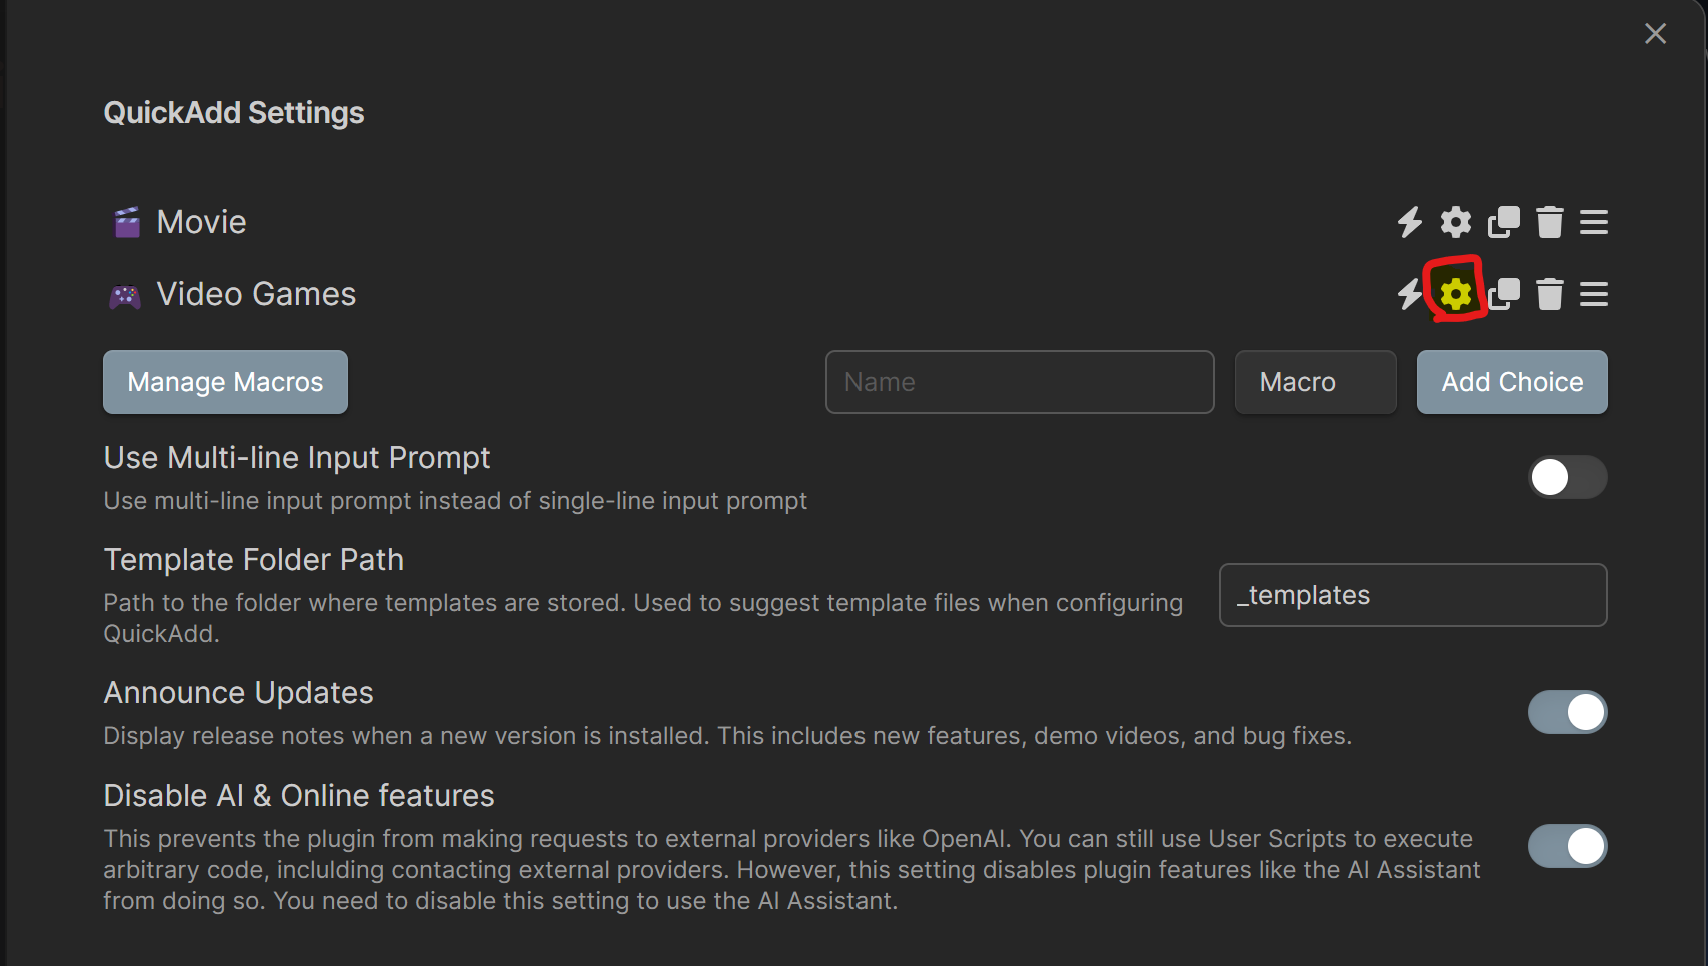 QuickAdd Settings
Movie
Video Games
Manage Macros
Name
Macro
Add Choice
Use Multi-line Input Prompt
Use multi-line input prompt instead of single-line input prompt
Template Folder Path
Path to the folder where templates are stored. Used to suggest template files when configuring
QuickAdd.
_templates
Announce Updates
Display release notes when a new version is installed. This includes new features, demo videos, and bug fixes.
Disable AI & Online features
This prevents the plugin from making requests to external providers like OpenAI. You can still use User Scripts to execute
arbitrary code, inclulding contacting external providers. However, this setting disables plugin features like the AI Assistant
from doing so. You need to disable this setting to use the AI Assistant.